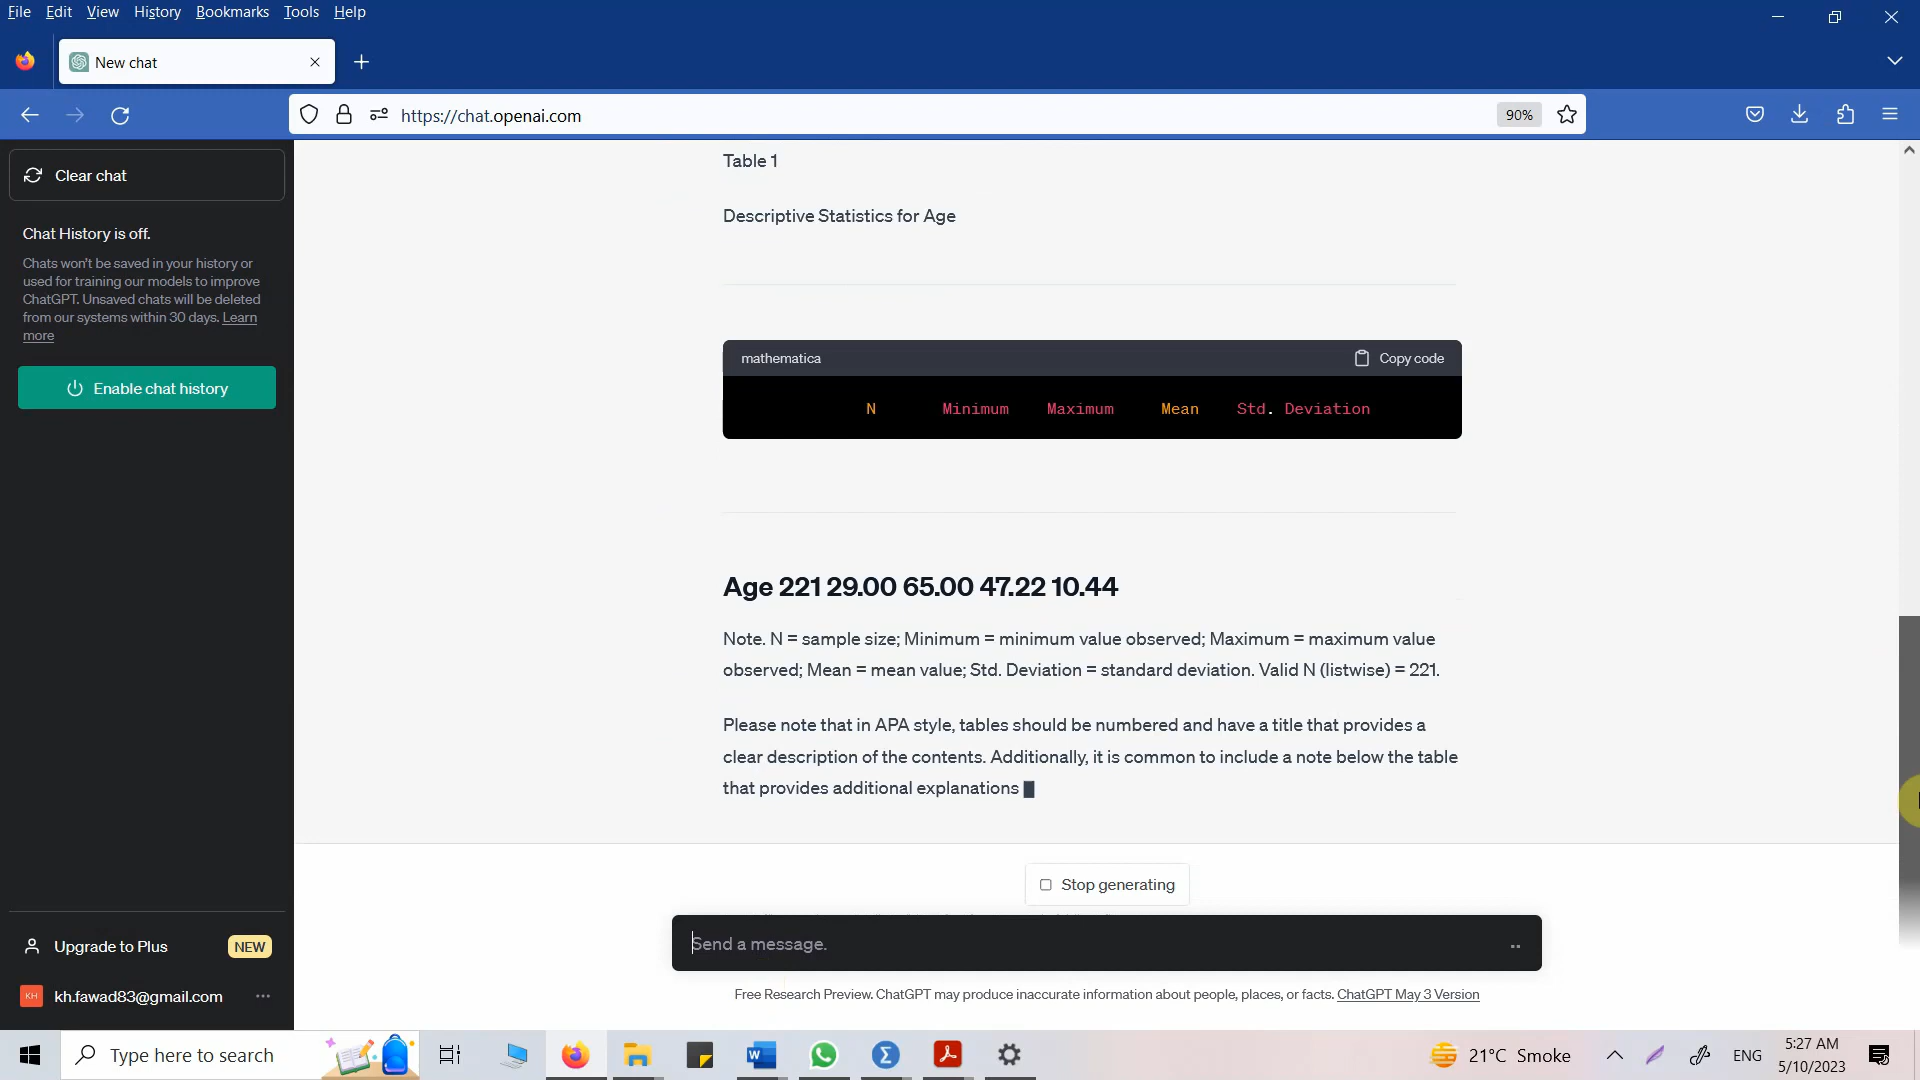 File Edit View History Bookmarks Tools Help
New chat
https://chat.openai.com
90%
Clear chat
Chat History is off.
Chats won't be saved in your history or
used for training our models to improve
ChatGPT. Unsaved chats will be deleted
from our systems within 30 days. Learn
more
Enable chat history
Table 1
Descriptive Statistics for Age
mathematica Copy code
N Minimum Maximum Mean Std. Deviation
Age 221 29.00 65.00 47.22 10.44
Note. N = sample size; Minimum = minimum value observed; Maximum = maximum value
observed; Mean = mean value; Std. Deviation = standard deviation. Valid N (listwise) = 221.
Please note that in APA style, tables should be numbered and have a title that provides a
clear description of the contents. Additionally, it is common to include a note below the table
that provides additional explanations
Stop generating
Send a message.
Free Research Preview. ChatGPT may produce inaccurate information about people, places, or facts. ChatGPT May 3 Version
Upgrade to Plus NEW
KH kh.fawad83@gmail.com
Type here to search
21°C Smoke
ENG
5:27 AM
5/10/2023